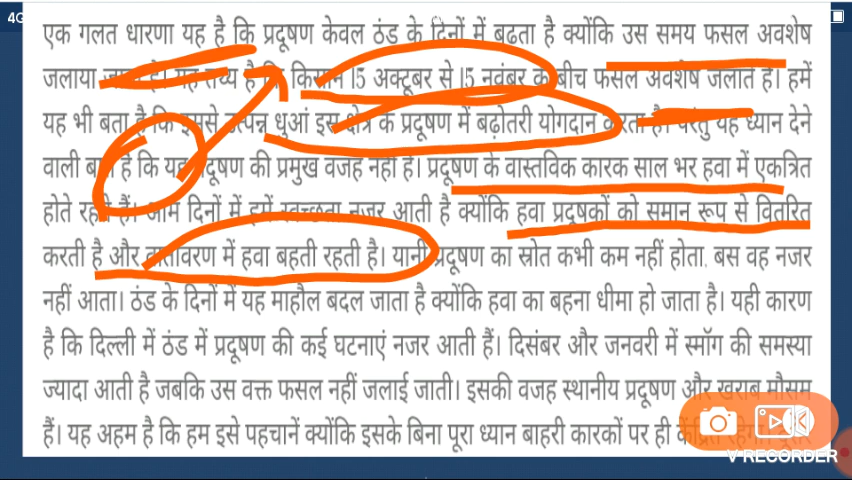 4G
एक गलत धारणा यह है कि प्रदूषण केवल ठंड के दिनों में बढता है क्योंकि उस समय फसल अवशेष
जलाया जाता है। यह तथ्य है कि किसान 15 अक्टूबर से 15 नवंबर के बीच फसल अवशेष जलाते हैं। हमें
यह भी बता है कि इससे उत्पन्न धुआं इस क्षेत्र के प्रदूषण में बढ़ोतरी योगदान करता है। परंतु यह ध्यान देने
वाली बात है कि यह प्रदूषण की प्रमुख वजह नहीं है। प्रदूषण के वास्तविक कारक साल भर हवा में एकत्रित
होते रहते हैं। आम दिनों में हमें स्वच्छता नजर आती है क्योंकि हवा प्रदूषकों को समान रूप से वितरित
करती है और वातावरण में हवा बहती रहती है। यानी प्रदूषण का स्रोत कभी कम नहीं होता, बस वह नजर
नहीं आता। ठंड के दिनों में यह माहौल बदल जाता है क्योंकि हवा का बहना धीमा हो जाता है। यही कारण
है कि दिल्ली में ठंड में प्रदूषण की कई घटनाएं नजर आती हैं। दिसंबर और जनवरी में स्मॉग की समस्या
ज्यादा आती है जबकि उस वक्त फसल नहीं जलाई जाती। इसकी वजह स्थानीय प्रदूषण और खराब मौसम
हैं। यह अहम है कि हम इसे पहचानें क्योंकि इसके बिना पूरा ध्यान बाहरी कारकों पर ही
V RECORDER